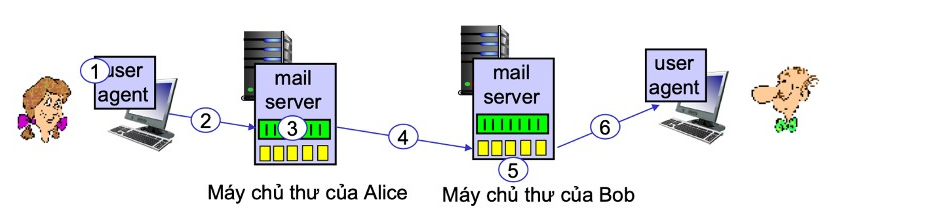 1 user
agent
2
mail
server
3
Máy chủ thư của Alice
4
mail
server
5
Máy chủ thư của Bob
6
user
agent